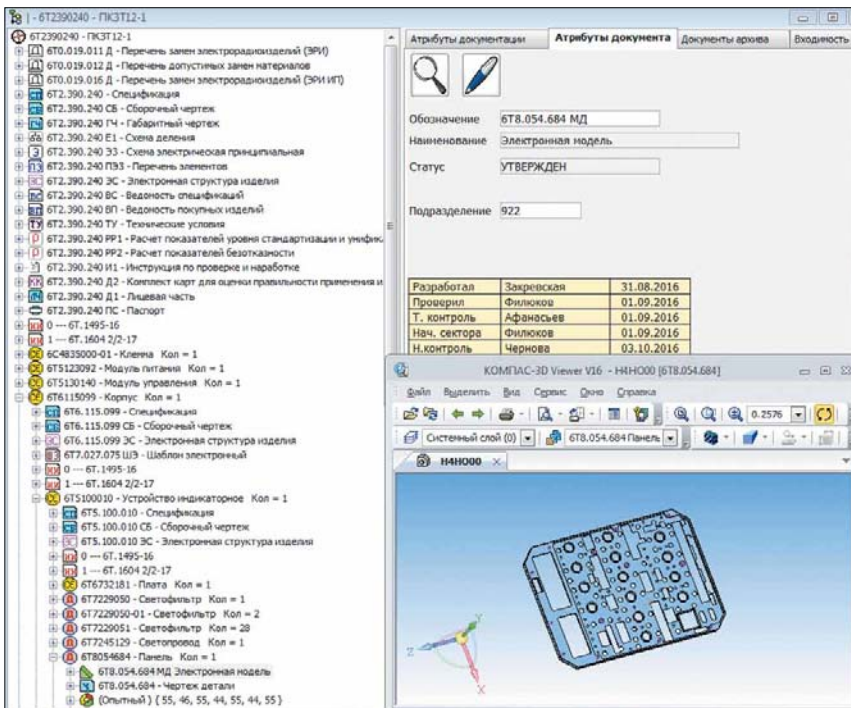 - 6Т2390240 - ПКЗТ12-1
6Т2390240 - ПКЗТ12-1
6Т0.019.011 Д - Перечень занен электрорадиоизделий (ЭРИ)
6Т0.019.012 Д - Перечень допустиных занен натериалов
6Т0.019.016 Д - Перечень занен электрорадиоизделий (ЭРИ ИП)
6Т2.390.240 - Спецификация
6Т2.390.240 СБ - Сборочный чертеж
6Т2.390.240 ГЧ - Габаритный чертеж
6Т2.390.240 Е1 - Схема деления
6Т2.390.240 Э3 - Схема электрическая принципиальная
6Т2.390.240 ПЭ3 - Перечень элементов
6Т2.390.240 ЭС - Электронная структура изделия
6Т2.390.240 ВС - Ведоность спецификаций
6Т2.390.240 ВП - Ведоность покупных изделий
6Т2.390.240 ТУ - Технические условия
6Т2.390.240 РР1 - Расчет показателей уровня стандартизации и унифик
6Т2.390.240 РР2 - Расчет показателей безотказности
6Т2.390.240 И1 - Инструкция по проверке и наработке
6Т2.390.240 Д2 - Комплект карт для оценки правильности применения и
6Т2.390.240 Д1 - Лицевая часть
6Т2.390.240 ПС - Паспорт
0 --- 6Т.1495-16
1 --- 6Т.1604 2/2-17
6С4835000-01 - Кленна Кол = 1
6Т5123092 - Модуль питания Кол = 1
6Т5130140 - Модуль управления Кол = 1
6Т6115099 - Корпус Кол = 1
6Т6.115.099 - Спецификация
6Т6.115.099 СБ - Сборочный чертеж
6Т6.115.099 ЭС - Электронная структура изделия
6Т7.027.075 ШЭ - Шаблон электронный
0 --- 6Т.1495-16
1 --- 6Т.1604 2/2-17
6Т5100010 - Устройство индикаторное Кол = 1
6Т5.100.010 - Спецификация
6Т5.100.010 СБ - Сборочный чертеж
6Т5.100.010 ЭС - Электронная структура изделия
0 --- 6Т.1495-16
1 --- 6Т.1604 2/2-17
6Т6732181 - Плата Кол = 1
6Т7229050 - Светофильтр Кол = 1
6Т7229050-01 - Светофильтр Кол = 2
6Т7229051 - Светофильтр Кол = 28
6Т7245129 - Светопровод Кол = 1
6Т8054684 - Панель Кол = 1
6Т8.054.684 МД Электронная нодель
6Т8.054.684 - Чертеж детали
(Опытный ) { 55, 46, 55, 44, 55, 44, 55 }
Атрибуты документации Атрибуты документа Документы архива Входиность
Обозначение 6Т8.054.684 МД
Наименование Электронная нодель
Статус УТВЕРЖДЕН
Подразделение 922
Разработал Закревская 31.08.2016
Проверил Филюков 01.09.2016
Т. контроль Афанасьев 01.09.2016
Нач. сектора Филюков 01.09.2016
Н.контроль Чернова 03.10.2016
КОМПАС-3D Viewer V16 - H4HO00 [6Т8.054.684]
Файл Выделить Вид Сервис Окно Справка
0.2576
Системный слой (0) 6Т8.054.684 Панель
H4HO00
Z
Y
X